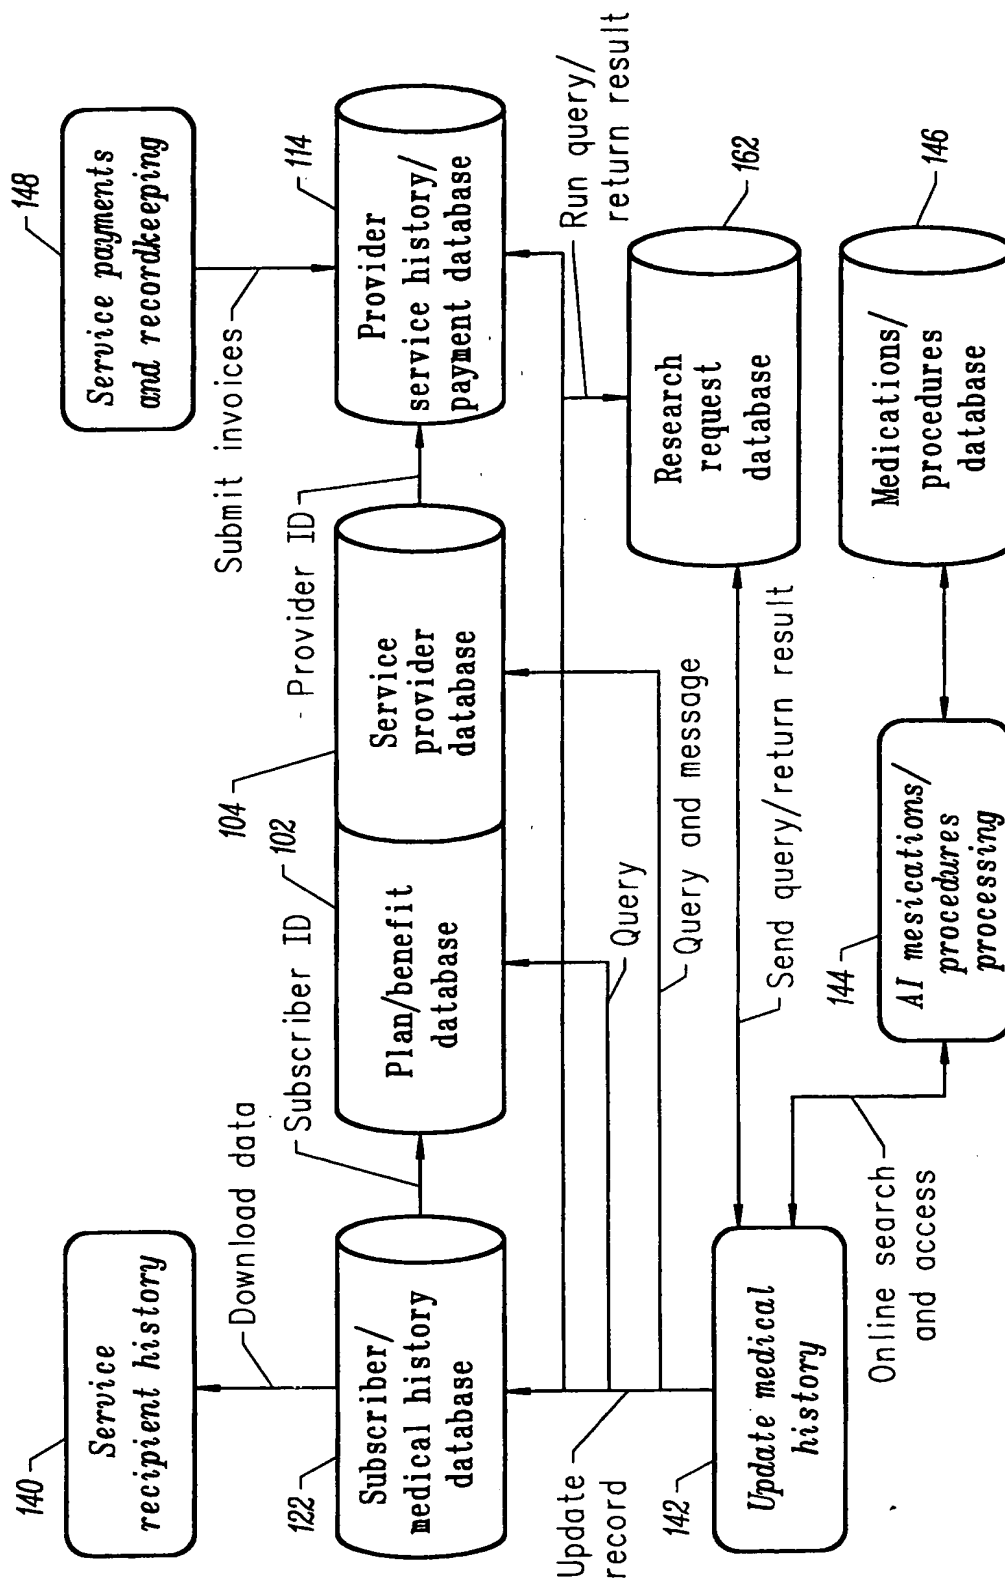 140
Service
recipient history
Download data
148
Service payments
and recordkeeping
Submit invoices
122
Subscriber/
medical history
database
Subscriber ID
102
Plan/benefit
database
104
Service
provider
database
Provider ID
114
Provider
service history/
payment database
Update
record
Query
Query and message
Run query/
return result
142
Update medical
history
Send query/return result
Research
request
database
162
Online search
and access
144
AI mesications/
procedures
processing
Medications/
procedures
database
146